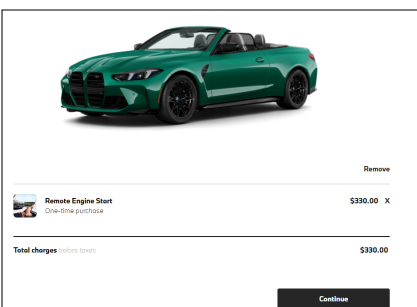 Remove
Remote Engine Start $330.00 X
One-time purchase
Total charges before taxes $330.00
Continue